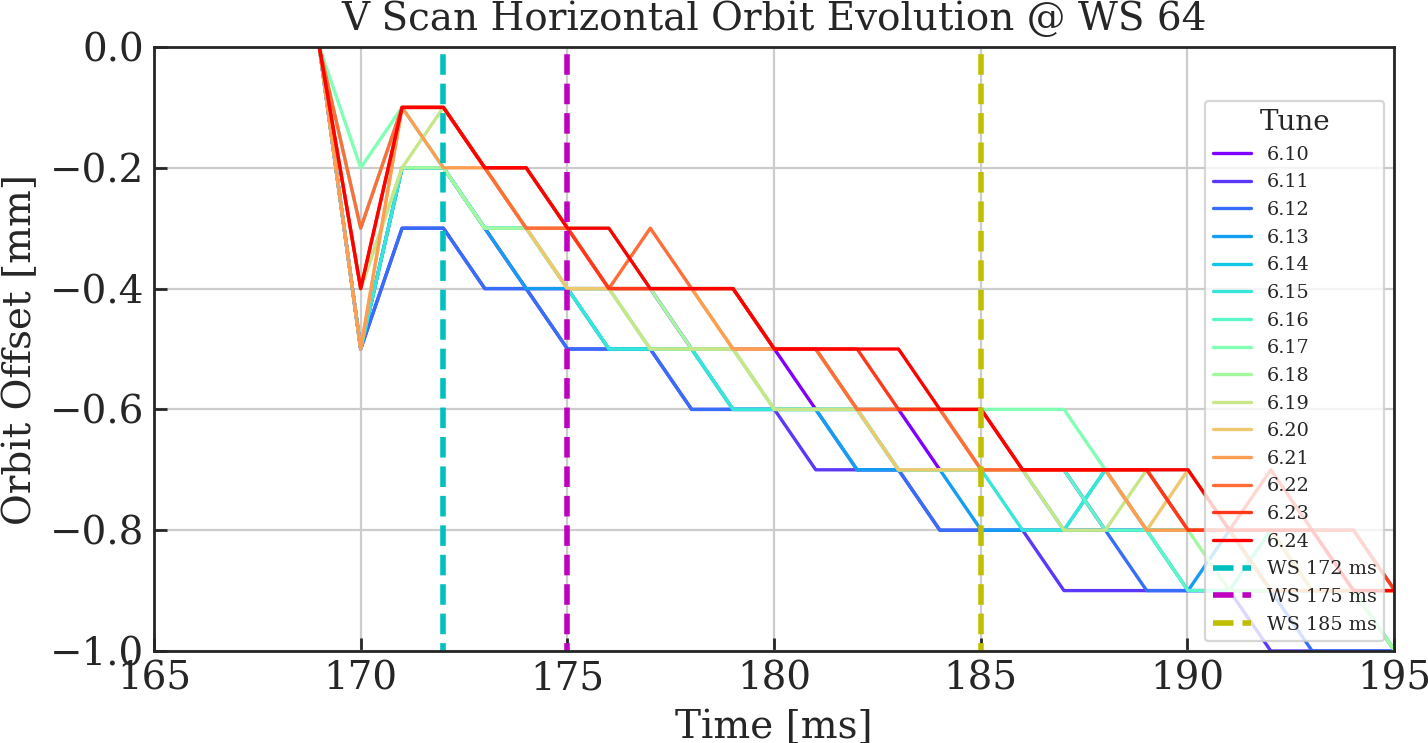 V Scan Horizontal Orbit Evolution @ WS 64
Orbit Offset [mm]
0.0
−0.2
−0.4
−0.6
−0.8
−1.0
165 170 175 180 185 190 195
Time [ms]
Tune
6.10
6.11
6.12
6.13
6.14
6.15
6.16
6.17
6.18
6.19
6.20
6.21
6.22
6.23
6.24
WS 172 ms
WS 175 ms
WS 185 ms